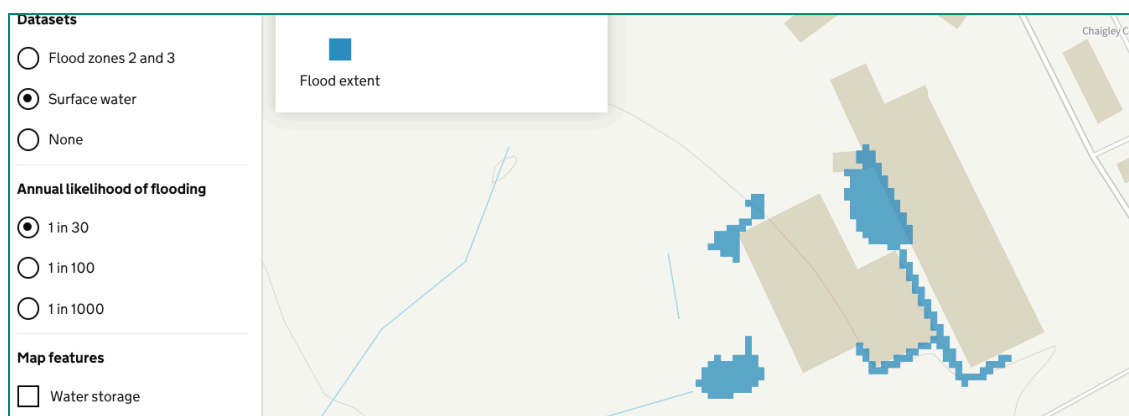 Datasets
Flood zones 2 and 3
Surface water
None
Annual likelihood of flooding
1 in 30
1 in 100
1 in 1000
Map features
Water storage
Flood extent
Chaigley C